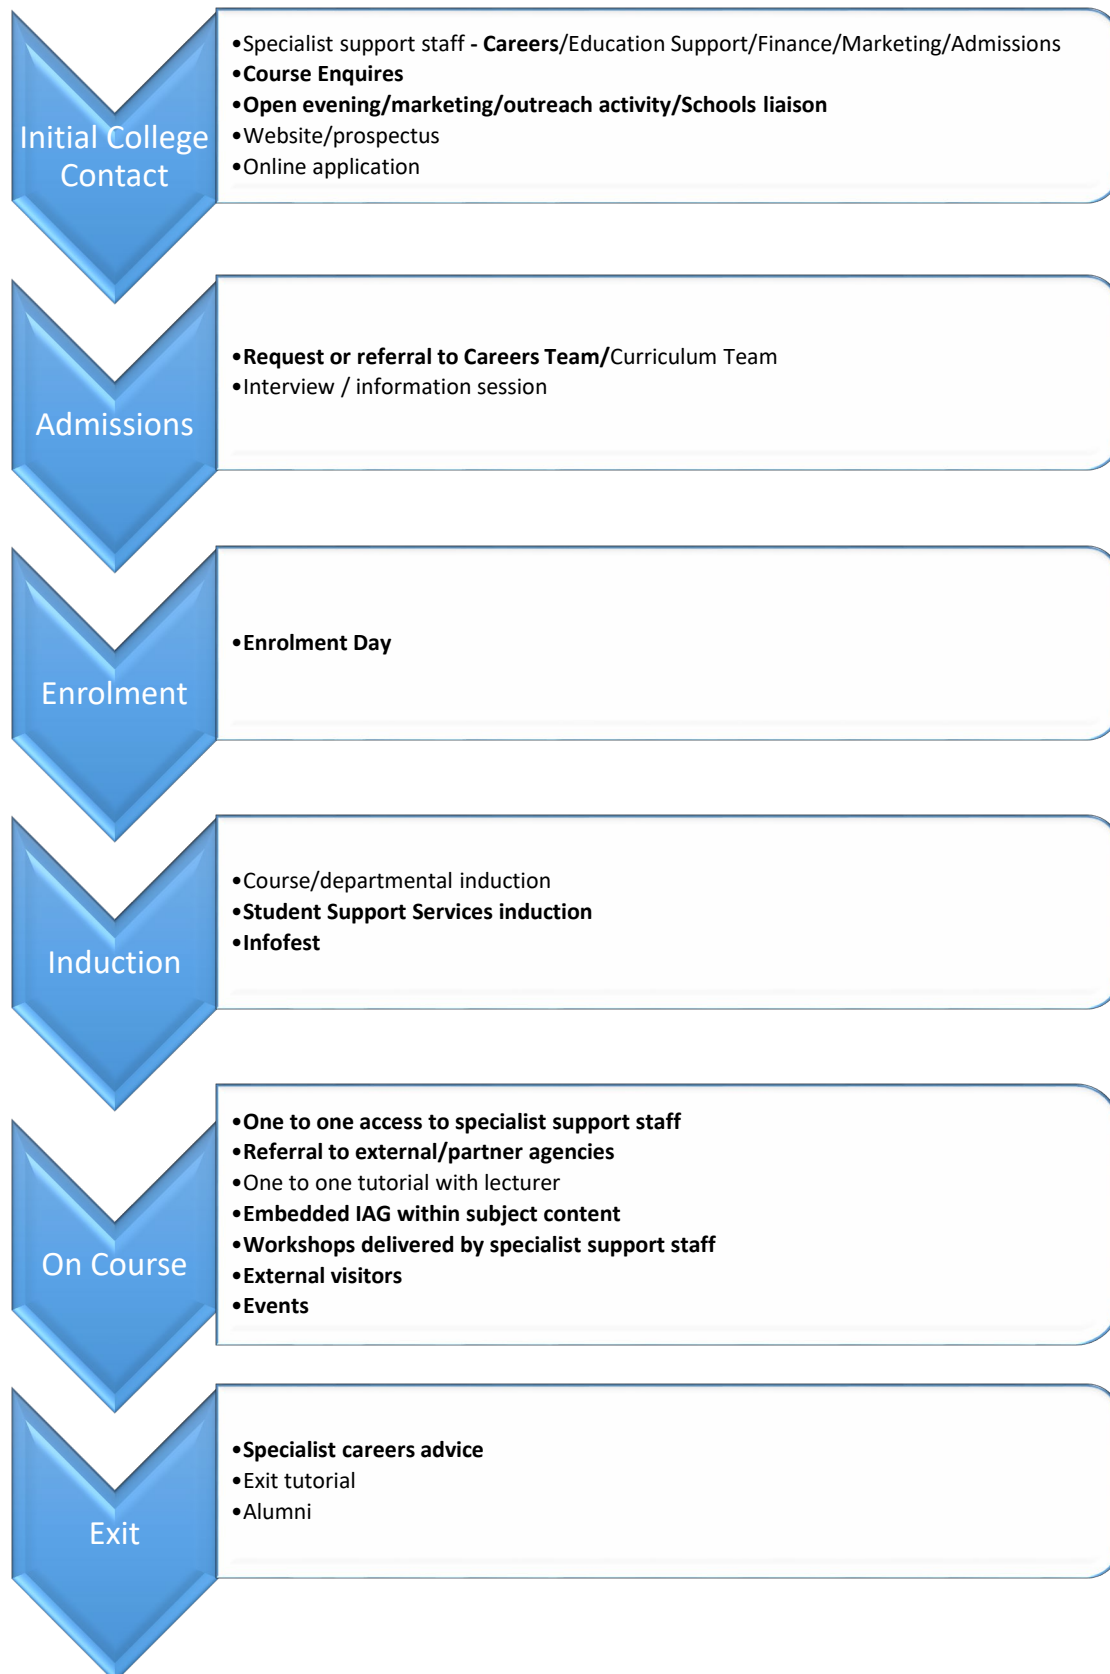 Initial College
Contact
•Specialist support staff - Careers/Education Support/Finance/Marketing/Admissions
•Course Enquires
•Open evening/marketing/outreach activity/Schools liaison
•Website/prospectus
•Online application
Admissions
•Request or referral to Careers Team/Curriculum Team
•Interview / information session
Enrolment
•Enrolment Day
Induction
•Course/departmental induction
•Student Support Services induction
•Infofest
On Course
•One to one access to specialist support staff
•Referral to external/partner agencies
•One to one tutorial with lecturer
•Embedded IAG within subject content
•Workshops delivered by specialist support staff
•External visitors
•Events
Exit
•Specialist careers advice
•Exit tutorial
•Alumni